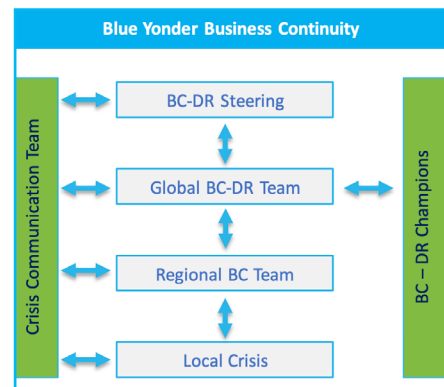 Blue Yonder Business Continuity
Crisis Communication Team
BC-DR Steering
Global BC-DR Team
Regional BC Team
Local Crisis
BC – DR Champions